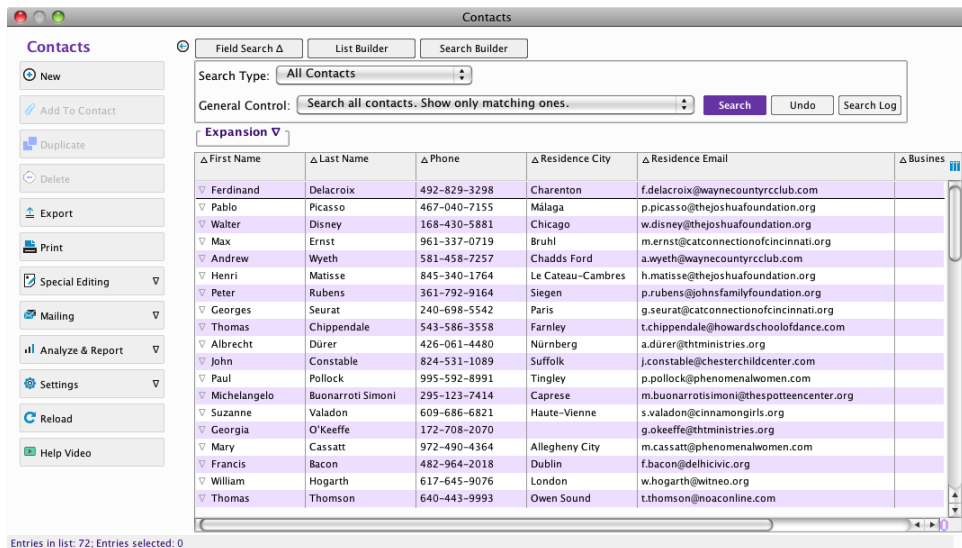 Contacts
Contacts
Field Search Δ List Builder Search Builder
New
Search Type: All Contacts
Add To Contact
General Control: Search all contacts. Show only matching ones. Search Undo Search Log
Duplicate
Expansion ∇
Delete
Export
Print
Special Editing ∇
Mailing ∇
Analyze & Report ∇
Settings ∇
Reload
Help Video
△ First Name △ Last Name △ Phone △ Residence City △ Residence Email △ Busines
▽ Ferdinand Delacroix 492-829-3298 Charenton f.delacroix@waynecountyrcclub.com
▽ Pablo Picasso 467-040-7155 Málaga p.picasso@thejoshuafoundation.org
▽ Walter Disney 168-430-5881 Chicago w.disney@thejoshuafoundation.org
▽ Max Ernst 961-337-0719 Bruhl m.ernst@catconnectionofcincinnati.org
▽ Andrew Wyeth 581-458-7257 Chadds Ford a.wyeth@waynecountyrcclub.com
▽ Henri Matisse 845-340-1764 Le Cateau-Cambres h.matisse@thejoshuafoundation.org
▽ Peter Rubens 361-792-9164 Siegen p.rubens@johnsfamilyfoundation.org
▽ Georges Seurat 240-698-5542 Paris g.seurat@catconnectionofcincinnati.org
▽ Thomas Chippendale 543-586-3558 Farnley t.chippendale@howardschoolofdance.com
▽ Albrecht Dürer 426-061-4480 Nürnberg a.dürer@thtministries.org
▽ John Constable 824-531-1089 Suffolk j.constable@chesterchildcenter.com
▽ Paul Pollock 995-592-8991 Tingley p.pollock@phenomenalwomen.com
▽ Michelangelo Buonarroti Simoni 295-123-7414 Caprese m.buonarrotisimoni@thespotteencenter.org
▽ Suzanne Valadon 609-686-6821 Haute-Vienne s.valadon@cinnamongirls.org
▽ Georgia O'Keeffe 172-708-2070 g.okeeffe@thtministries.org
▽ Mary Cassatt 972-490-4364 Allegheny City m.cassatt@phenomenalwomen.com
▽ Francis Bacon 482-964-2018 Dublin f.bacon@delhicivic.org
▽ William Hogarth 617-645-9076 London w.hogarth@witneo.org
▽ Thomas Thomson 640-443-9993 Owen Sound t.thomson@noaconline.com
Entries in list: 72; Entries selected: 0